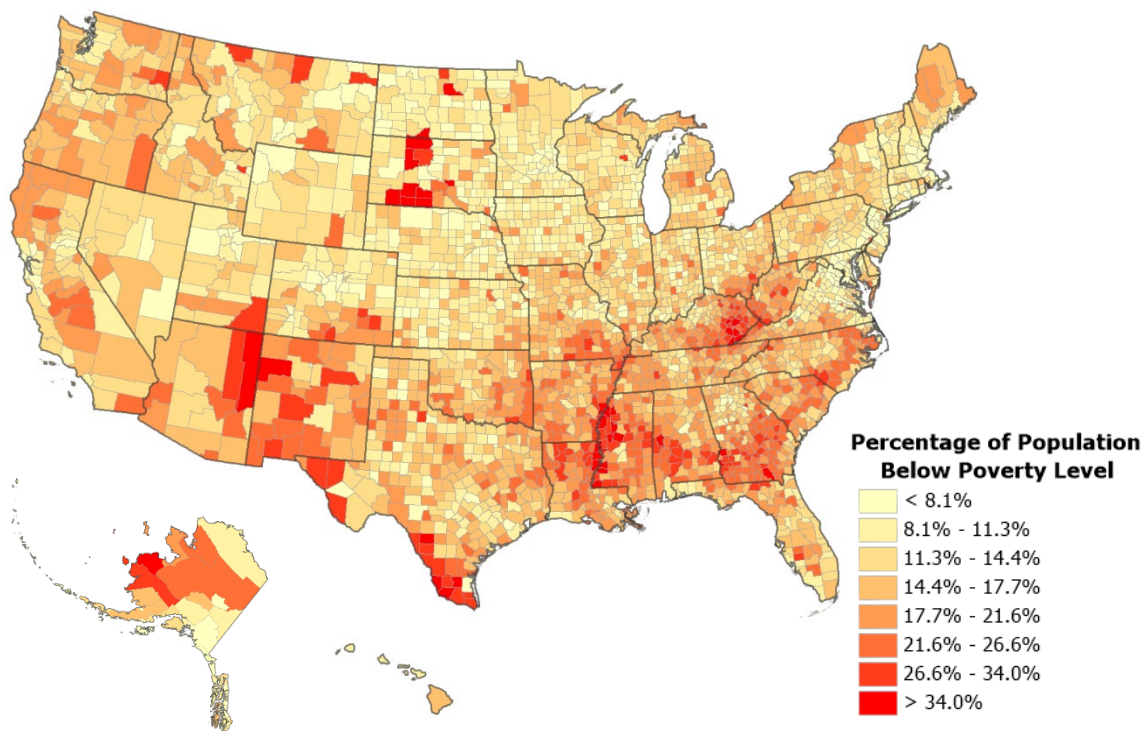 Percentage of Population
Below Poverty Level
< 8.1%
8.1% - 11.3%
11.3% - 14.4%
14.4% - 17.7%
17.7% - 21.6%
21.6% - 26.6%
26.6% - 34.0%
> 34.0%